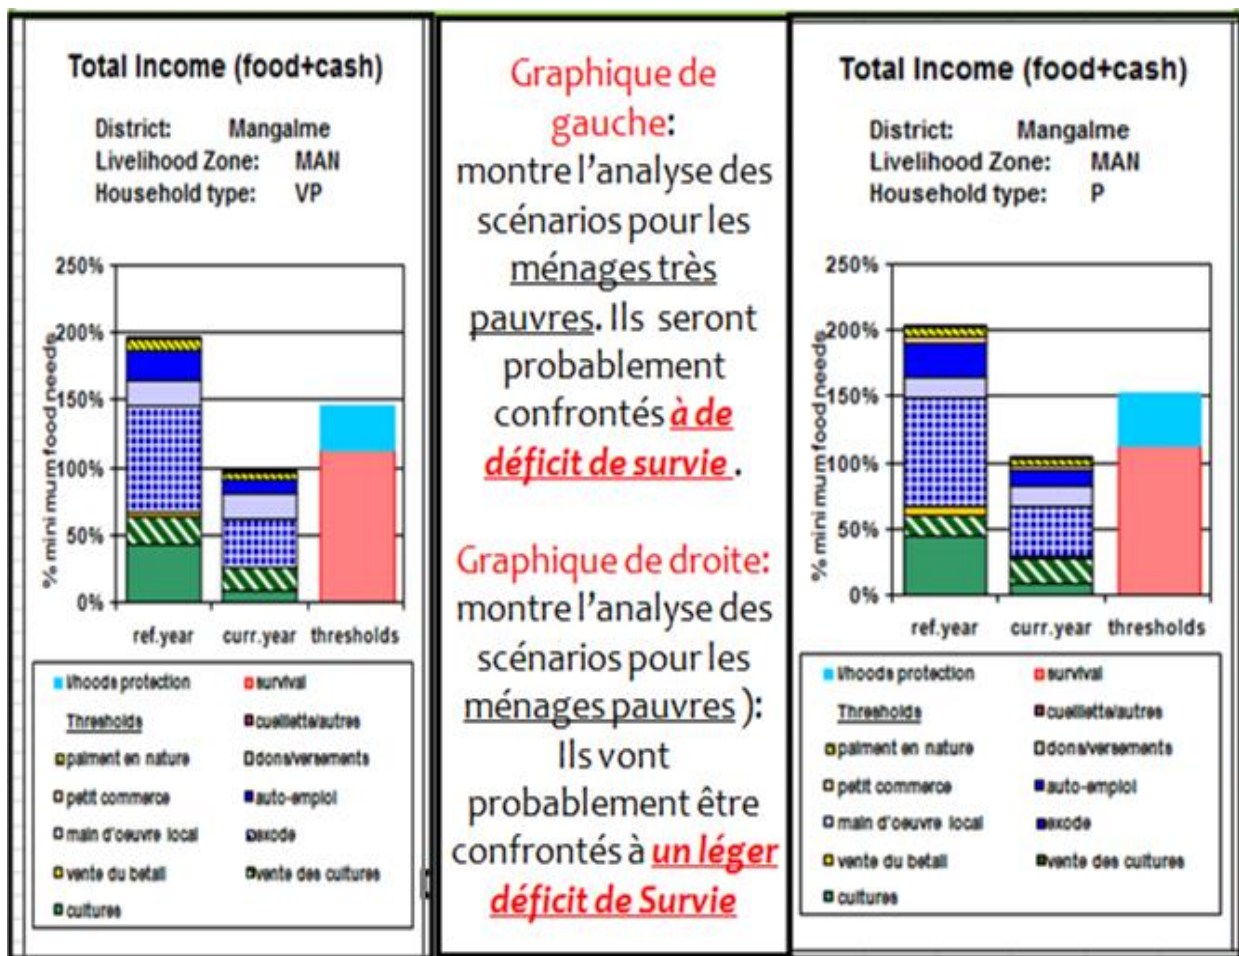 Total Income (food+cash)
District: Mangalme
Livelihood Zone: MAN
Household type: VP
% minimum food needs
250%
200%
150%
100%
50%
0%
ref.year curr.year thresholds
l/hoods protection survival
Thresholds cueillette/autres
paiment en nature dons/versements
petit commerce auto-emploi
main d'oeuvre local exode
vente du betail vente des cultures
cultures
Graphique de
gauche:
montre l'analyse des
scénarios pour les
ménages très
pauvres. Ils seront
probablement
confrontés à de
déficit de survie .
Graphique de droite:
montre l'analyse des
scénarios pour les
ménages pauvres ):
Ils vont
probablement être
confrontés à un léger
déficit de Survie
Total Income (food+cash)
District: Mangalme
Livelihood Zone: MAN
Household type: P
% minimum food needs
250%
200%
150%
100%
50%
0%
ref.year curr.year thresholds
l/hoods protection survival
Thresholds cueillette/autres
paiment en nature dons/versements
petit commerce auto-emploi
main d'oeuvre local exode
vente du betail vente des cultures
cultures